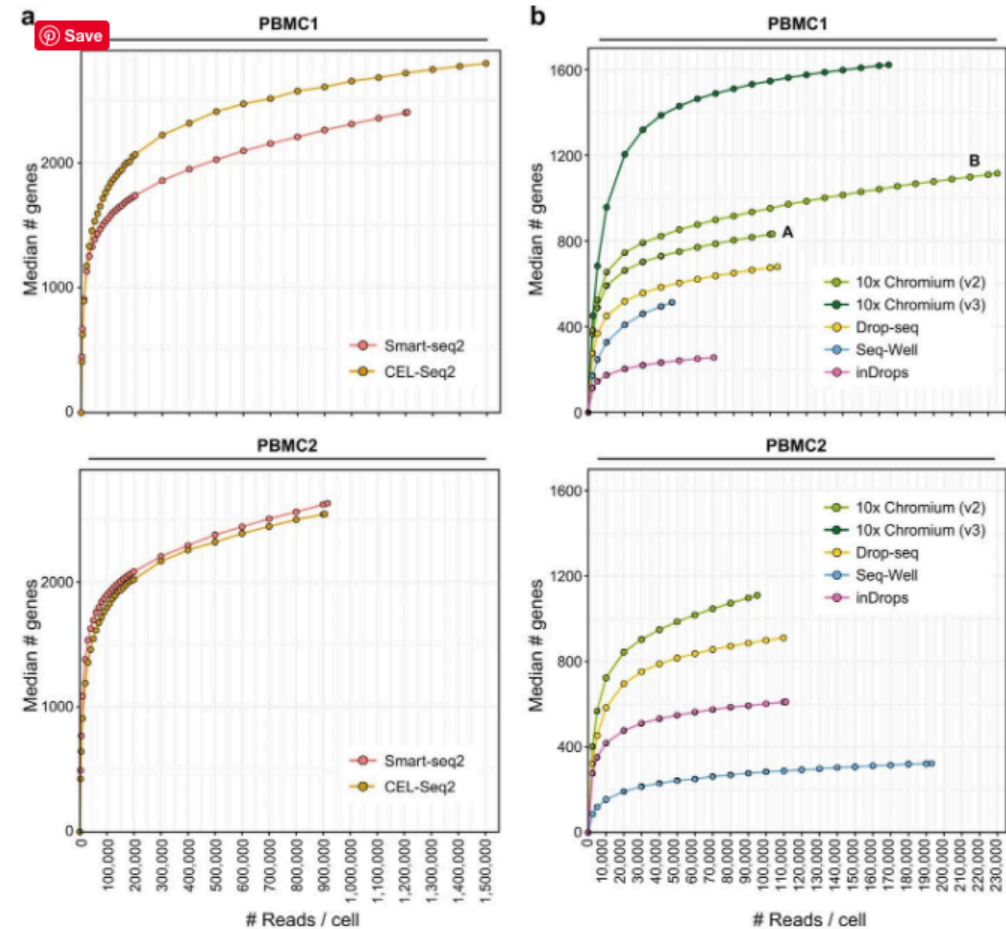 a
Save
PBMC1
Median # genes
2000
1000
0
Smart-seq2
CEL-Seq2
b
PBMC1
Median # genes
1600
1200
800
400
0
B
A
10x Chromium (v2)
10x Chromium (v3)
Drop-seq
Seq-Well
inDrops
PBMC2
Median # genes
2000
1000
0
Smart-seq2
CEL-Seq2
0
100,000
200,000
300,000
400,000
500,000
600,000
700,000
800,000
900,000
1,000,000
1,100,000
1,200,000
1,300,000
1,400,000
1,500,000
# Reads / cell
PBMC2
Median # genes
1600
1200
800
400
0
10x Chromium (v2)
10x Chromium (v3)
Drop-seq
Seq-Well
inDrops
0
10,000
20,000
30,000
40,000
50,000
60,000
70,000
80,000
90,000
100,000
110,000
120,000
130,000
140,000
150,000
160,000
170,000
180,000
190,000
200,000
210,000
220,000
230,000
# Reads / cell